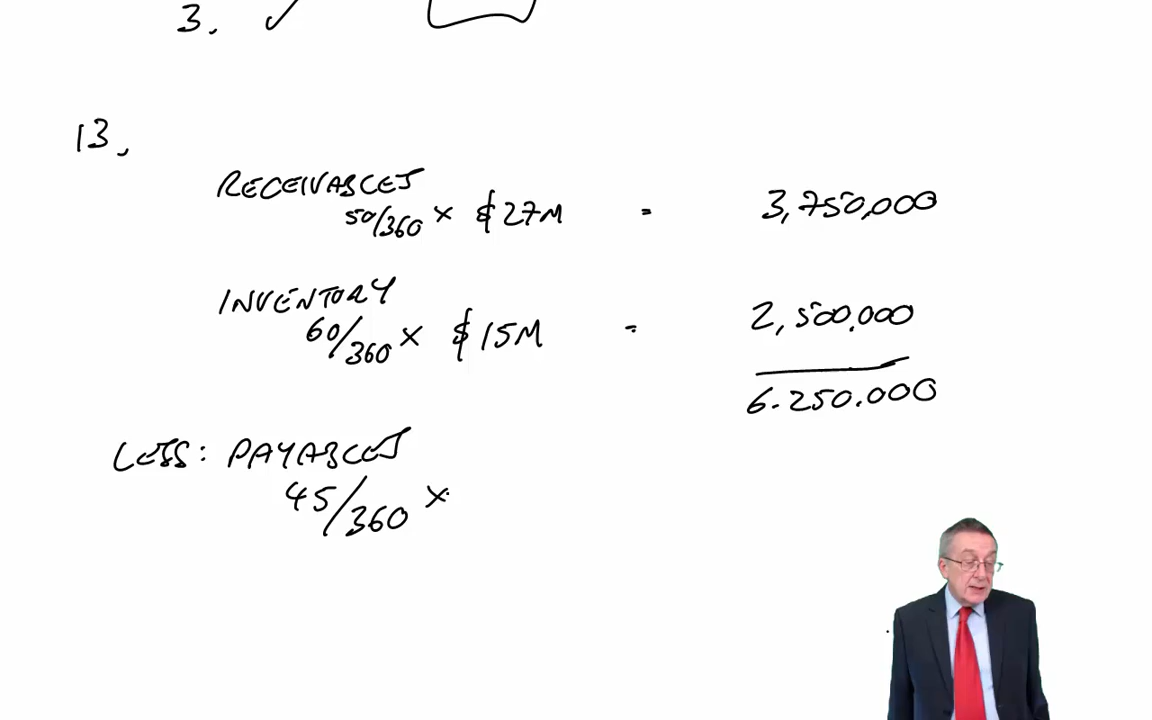 3. ✓
13,
RECEIVABLES
50/360 × $27M = 3,750,000
INVENTORY
60/360 × $15M = 2,500,000
6.250.000
LESS: PAYABLES
45/360 ×